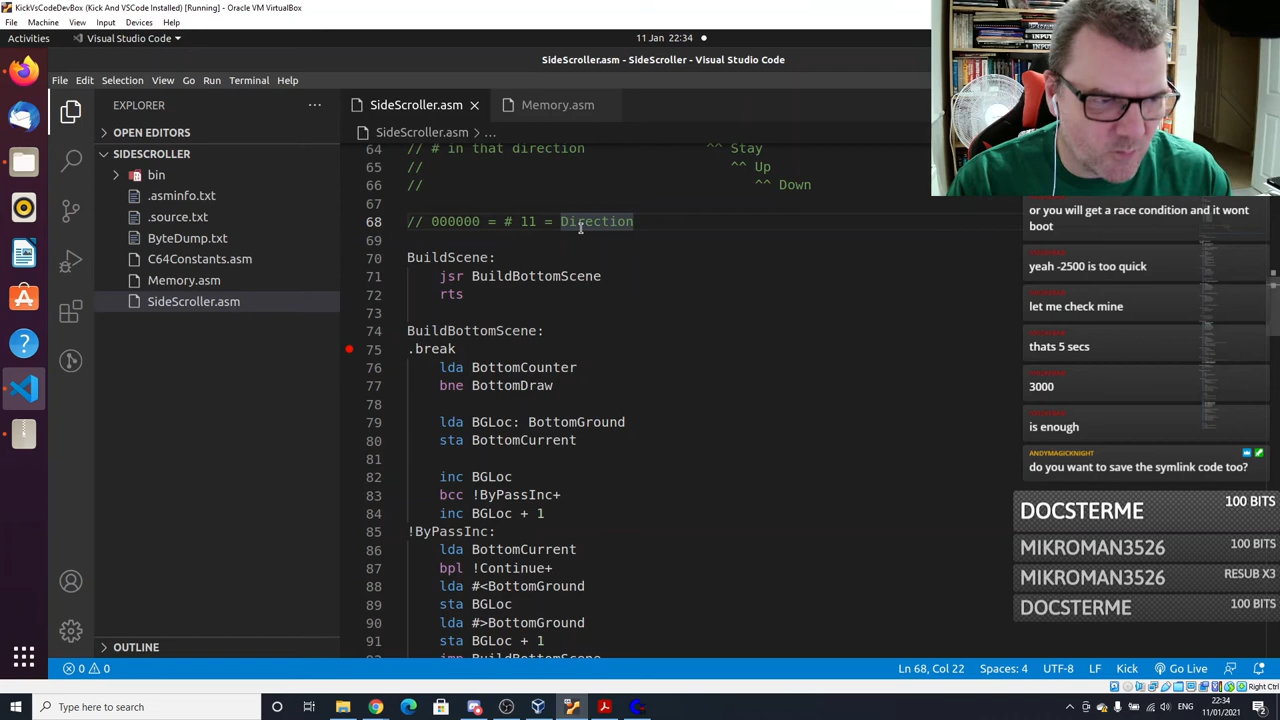 KickVsCodeDevBox (Kick And VSCode Installed) [Running] - Oracle VM VirtualBox
File Machine View Input Devices Help
Activities Visual Studio Code 11 Jan 22:34
SideScroller.asm - SideScroller - Visual Studio Code
File Edit Selection View Go Run Terminal Help
EXPLORER
OPEN EDITORS
SIDESCROLLER
bin
.asminfo.txt
.source.txt
ByteDump.txt
C64Constants.asm
Memory.asm
SideScroller.asm
OUTLINE
SideScroller.asm Memory.asm
SideScroller.asm > ...
64 // # in that direction ^^ Stay
65 // ^^ Up
66 // ^^ Down
67
68 // 000000 = # 11 = Direction
69
70 BuildScene:
71 jsr BuildBottomScene
72 rts
73
74 BuildBottomScene:
75 .break
76 lda BottomCounter
77 bne BottomDraw
78
79 lda BGLoc: BottomGround
80 sta BottomCurrent
81
82 inc BGLoc
83 bcc !ByPassInc+
84 inc BGLoc + 1
85 !ByPassInc:
86 lda BottomCurrent
87 bpl !Continue+
88 lda #<BottomGround
89 sta BGLoc
90 lda #>BottomGround
91 sta BGLoc + 1
or you will get a race condition and it wont
boot
yeah -2500 is too quick
let me check mine
thats 5 secs
3000
is enough
ANDYMAGICKNIGHT
do you want to save the symlink code too?
DOCSTERME 100 BITS
MIKROMAN3526 100 BITS
MIKROMAN3526 RESUB X3
DOCSTERME 100 BITS
0 0 Ln 68, Col 22 Spaces: 4 UTF-8 LF Kick Go Live
Right Ctrl
Type here to search
22:34
11/01/2021